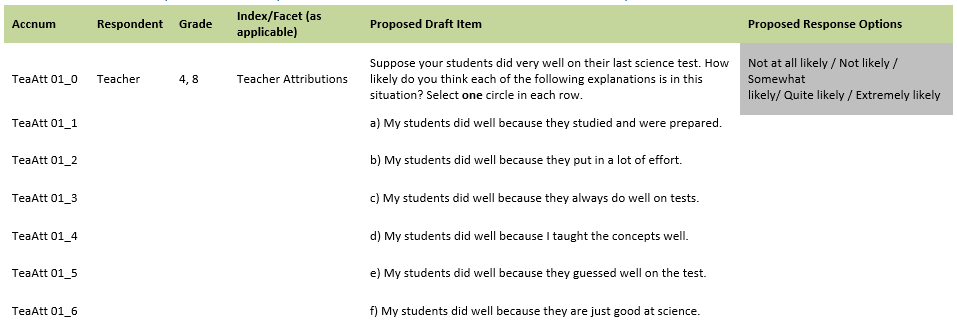 Accnum Respondent Grade Index/Facet (as applicable) Proposed Draft Item Proposed Response Options
TeaAtt 01_0 Teacher 4, 8 Teacher Attributions Suppose your students did very well on their last science test. How
likely do you think each of the following explanations is in this
situation? Select one circle in each row.
Not at all likely / Not likely /
Somewhat
likely/ Quite likely / Extremely likely
TeaAtt 01_1 a) My students did well because they studied and were prepared.
TeaAtt 01_2 b) My students did well because they put in a lot of effort.
TeaAtt 01_3 c) My students did well because they always do well on tests.
TeaAtt 01_4 d) My students did well because I taught the concepts well.
TeaAtt 01_5 e) My students did well because they guessed well on the test.
TeaAtt 01_6 f) My students did well because they are just good at science.